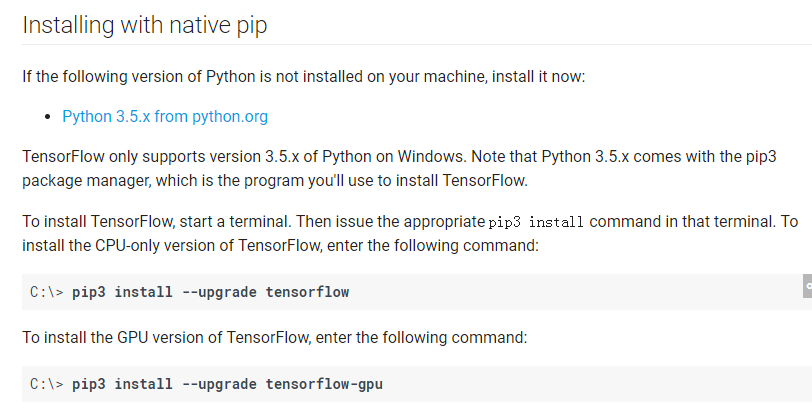 Installing with native pip
If the following version of Python is not installed on your machine, install it now:
• Python 3.5.x from python.org
TensorFlow only supports version 3.5.x of Python on Windows. Note that Python 3.5.x comes with the pip3
package manager, which is the program you'll use to install TensorFlow.
To install TensorFlow, start a terminal. Then issue the appropriate pip3 install command in that terminal. To
install the CPU-only version of TensorFlow, enter the following command:
C:\> pip3 install --upgrade tensorflow
To install the GPU version of TensorFlow, enter the following command:
C:\> pip3 install --upgrade tensorflow-gpu